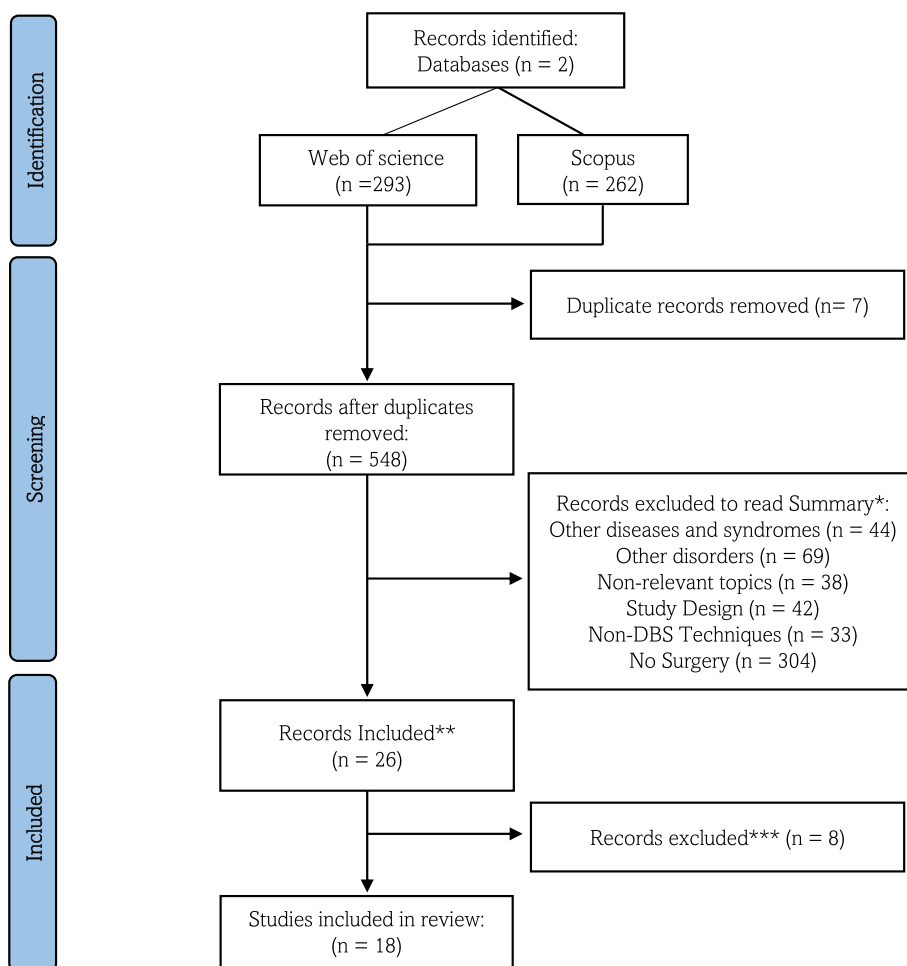 Identification
Records identified:
Databases (n = 2)
Web of science
(n =293)
Scopus
(n = 262)
Screening
Duplicate records removed (n= 7)
Records after duplicates
removed:
(n = 548)
Records excluded to read Summary*:
Other diseases and syndromes (n = 44)
Other disorders (n = 69)
Non-relevant topics (n = 38)
Study Design (n = 42)
Non-DBS Techniques (n = 33)
No Surgery (n = 304)
Included
Records Included**
(n = 26)
Records excluded*** (n = 8)
Studies included in review:
(n = 18)